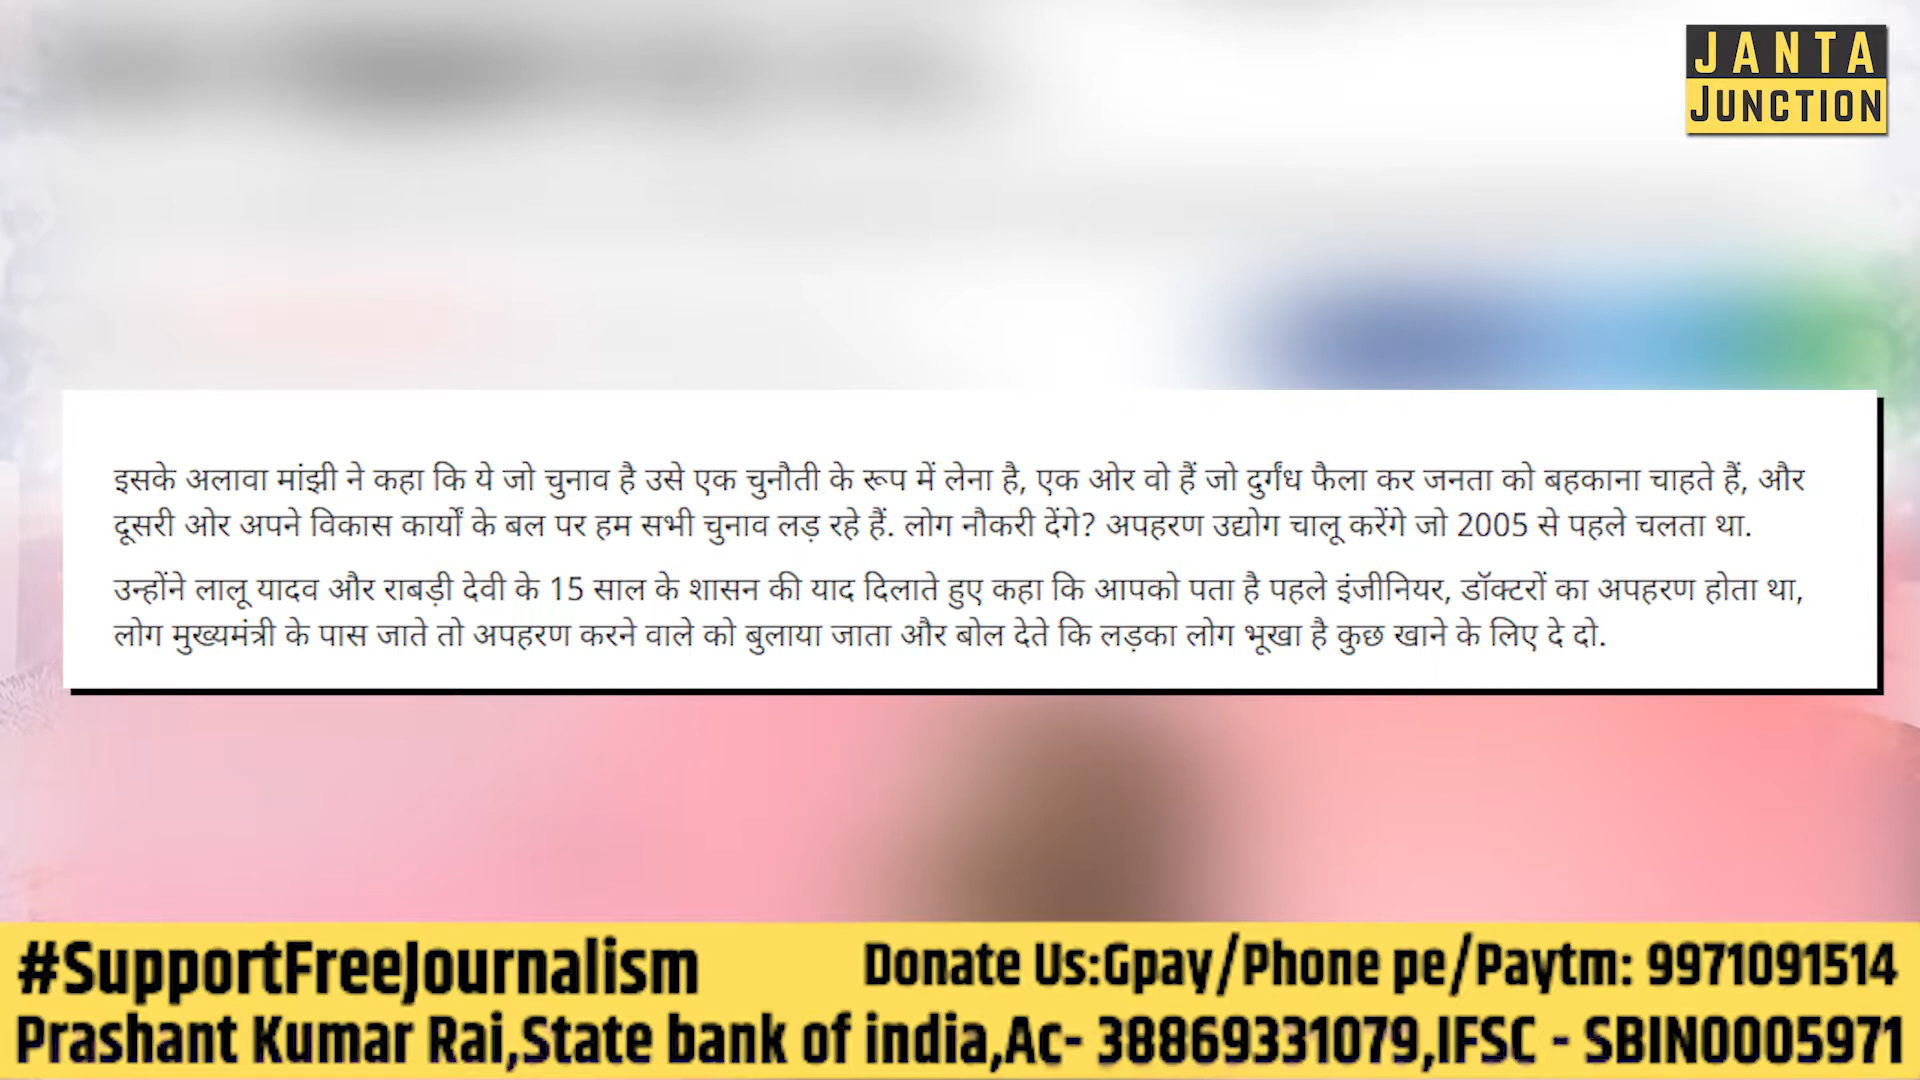 JANTA
JUNCTION
इसके अलावा मांझी ने कहा कि ये जो चुनाव है उसे एक चुनौती के रूप में लेना है, एक ओर वो हैं जो दुर्गंध फैला कर जनता को बहकाना चाहते हैं, और
दूसरी ओर अपने विकास कार्यों के बल पर हम सभी चुनाव लड़ रहे हैं. लोग नौकरी देंगे? अपहरण उद्योग चालू करेंगे जो 2005 से पहले चलता था.
उन्होंने लालू यादव और राबड़ी देवी के 15 साल के शासन की याद दिलाते हुए कहा कि आपको पता है पहले इंजीनियर, डॉक्टरों का अपहरण होता था,
लोग मुख्यमंत्री के पास जाते तो अपहरण करने वाले को बुलाया जाता और बोल देते कि लड़का लोग भूखा है कुछ खाने के लिए दे दो.
#SupportFreeJournalism Donate Us:Gpay/Phone pe/Paytm: 9971091514
Prashant Kumar Rai,State bank of india,Ac- 38869331079,IFSC - SBIN0005971